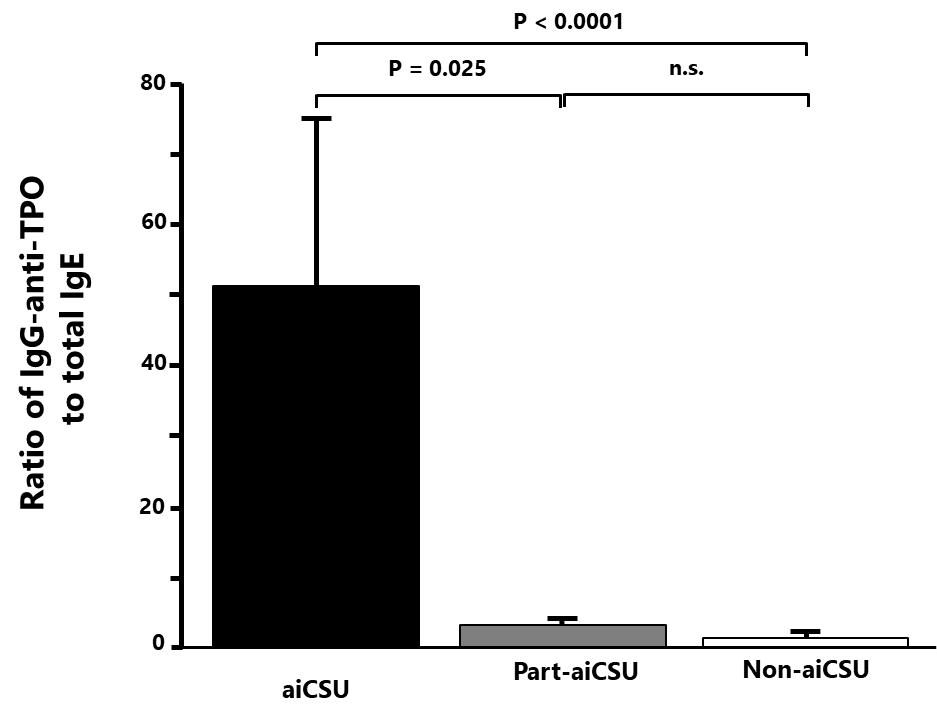 P < 0.0001
P = 0.025
n.s.
80
60
40
20
0
Ratio of IgG-anti-TPO
to total IgE
aiCSU
Part-aiCSU
Non-aiCSU